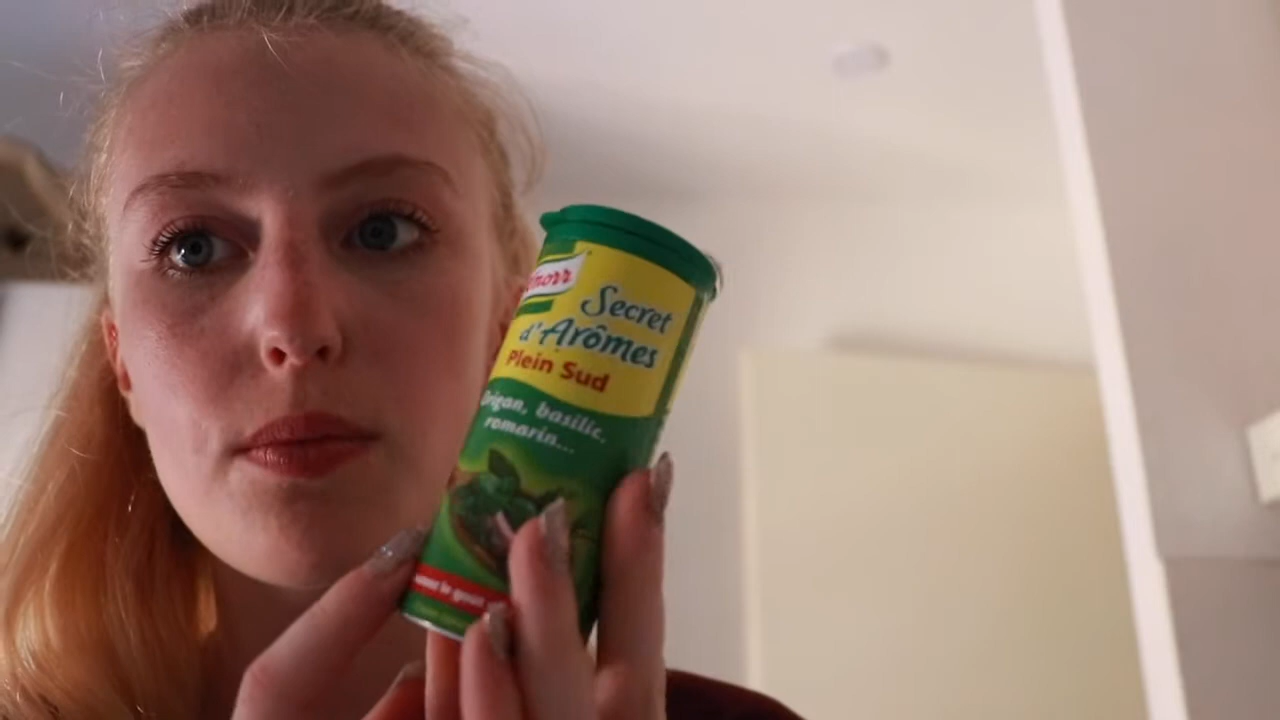 Knorr
Secret
d'Arômes
Plein Sud
Origan, basilic,
romarin...